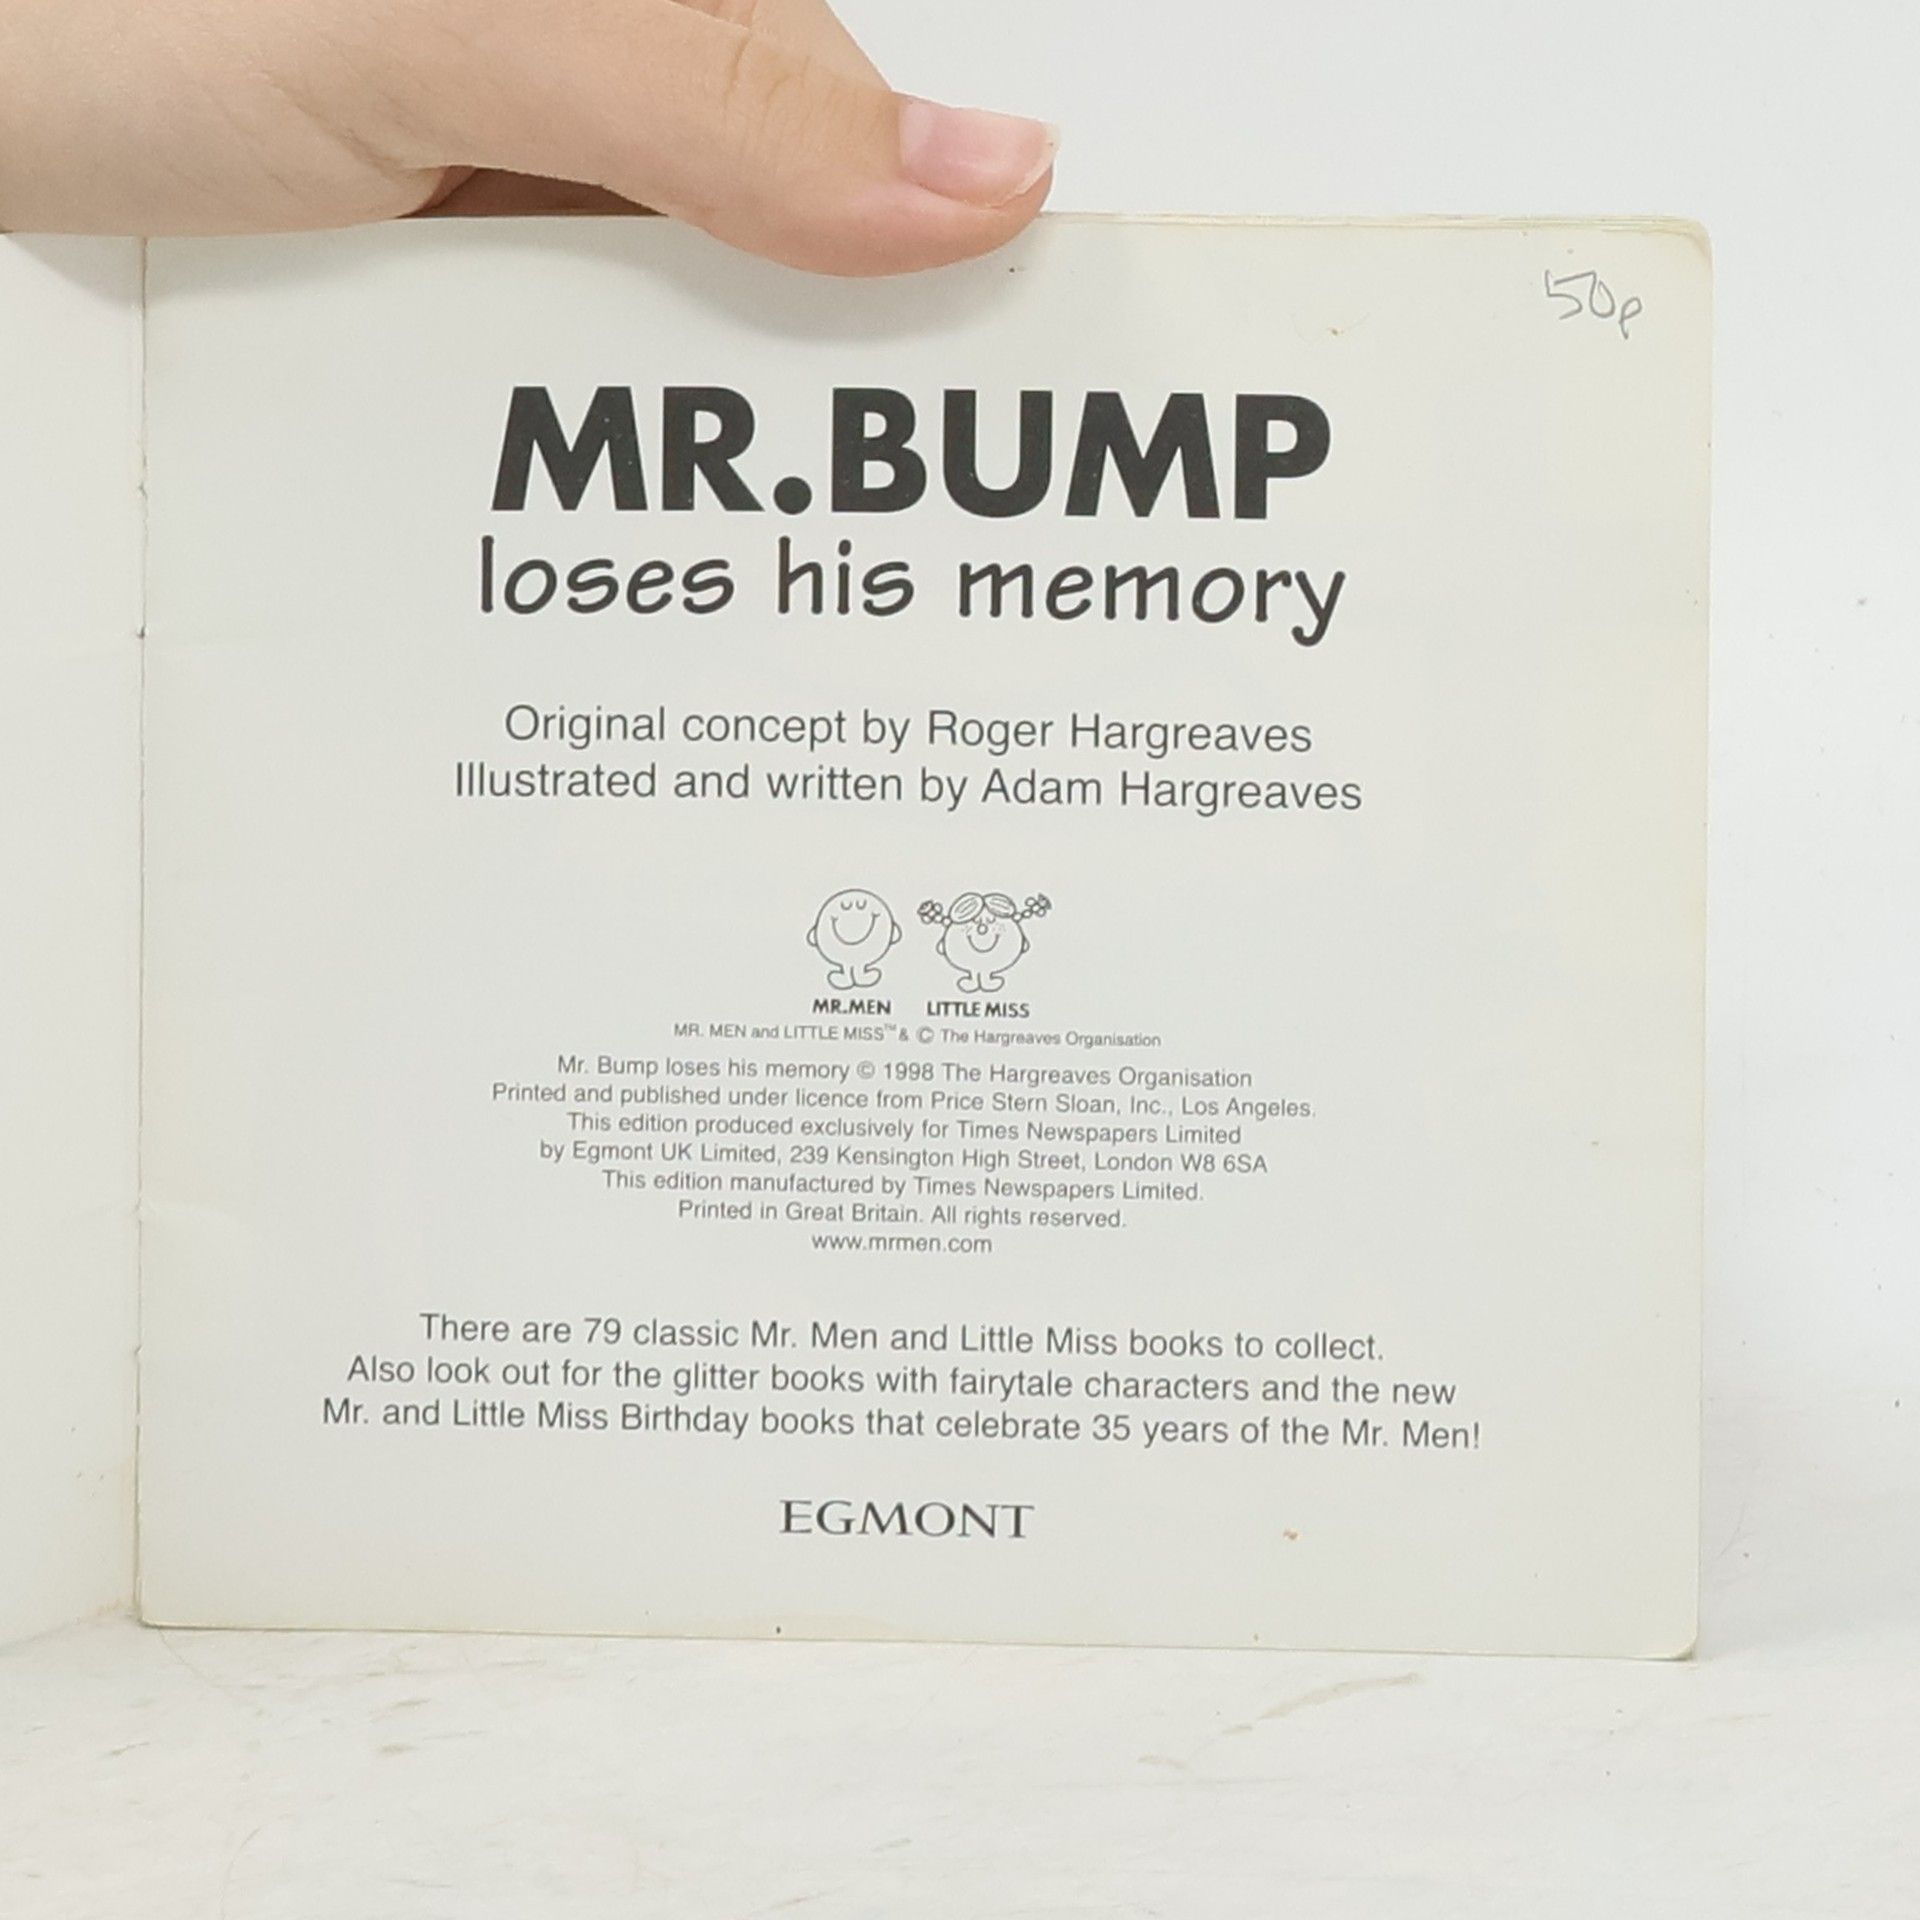 50p
MR.BUMP
loses his memory
Original concept by Roger Hargreaves
Illustrated and written by Adam Hargreaves
MR.MEN LITTLE MISS
MR. MEN and LITTLE MISS™ & © The Hargreaves Organisation
Mr. Bump loses his memory © 1998 The Hargreaves Organisation
Printed and published under licence from Price Stern Sloan, Inc., Los Angeles.
This edition produced exclusively for Times Newspapers Limited
by Egmont UK Limited, 239 Kensington High Street, London W8 6SA
This edition manufactured by Times Newspapers Limited.
Printed in Great Britain. All rights reserved.
www.mrmen.com
There are 79 classic Mr. Men and Little Miss books to collect.
Also look out for the glitter books with fairytale characters and the new
Mr. and Little Miss Birthday books that celebrate 35 years of the Mr. Men!
EGMONT